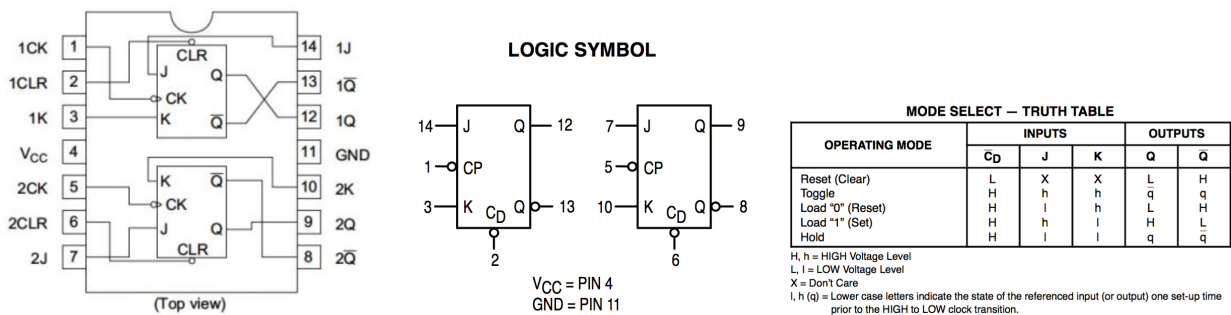 1CK 1
1CLR 2
1K 3
VCC 4
2CK 5
2CLR 6
2J 7
CLR
J Q
CK
K Q̅
K Q̅
CK
J Q
CLR
14 1J
13 1Q̅
12 1Q
11 GND
10 2K
9 2Q
8 2Q̅
(Top view)
LOGIC SYMBOL
14 J Q 12
1 CP
3 K CD Q 13
2
7 J Q 9
5 CP
10 K CD Q 8
6
VCC = PIN 4
GND = PIN 11
MODE SELECT — TRUTH TABLE
OPERATING MODE INPUTS OUTPUTS
C̅D J K Q Q̅
Reset (Clear) L X X L H
Toggle H h h q̅ q
Load "0" (Reset) H l h L H
Load "1" (Set) H h l H L
Hold H l l q q̅
H, h = HIGH Voltage Level
L, l = LOW Voltage Level
X = Don't Care
l, h (q) = Lower case letters indicate the state of the referenced input (or output) one set-up time
prior to the HIGH to LOW clock transition.